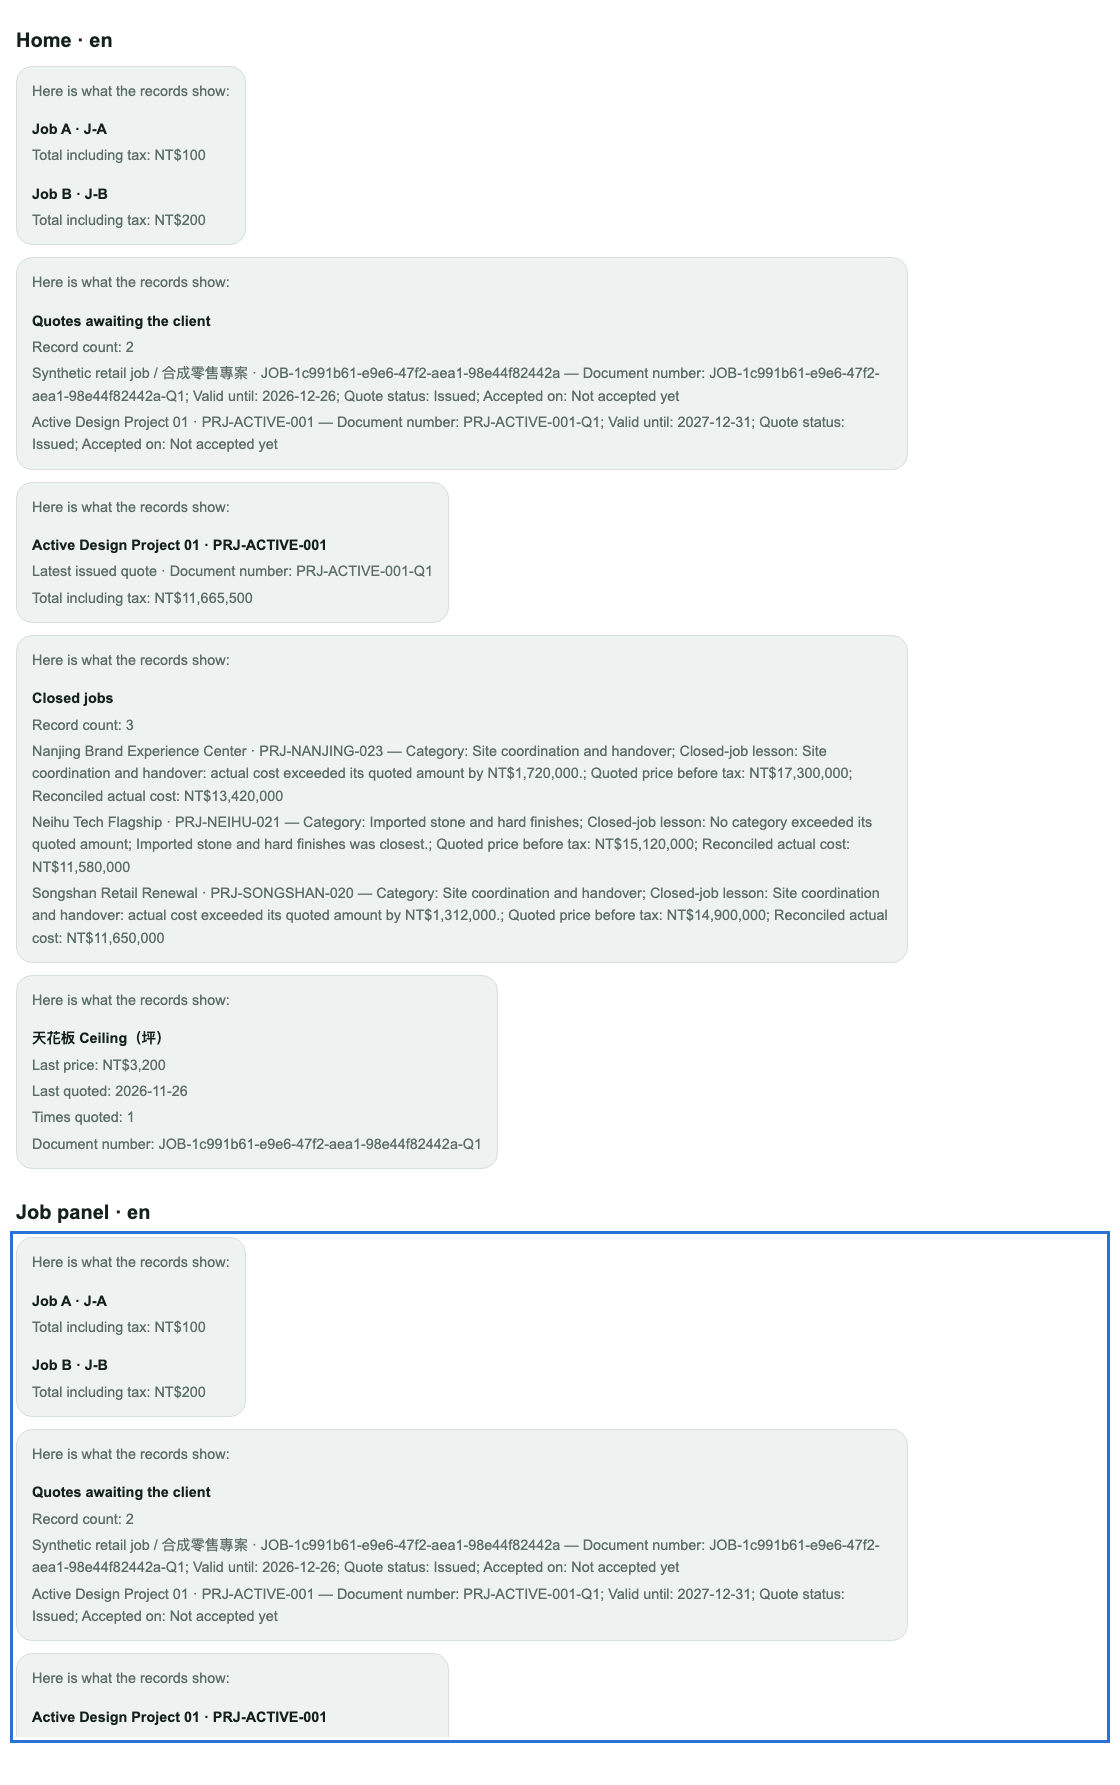 Home · en
Here is what the records show:
Job A · J-A
Total including tax: NT$100
Job B · J-B
Total including tax: NT$200
Here is what the records show:
Quotes awaiting the client
Record count: 2
Synthetic retail job / 合成零售專案 · JOB-1c991b61-e9e6-47f2-aea1-98e44f82442a — Document number: JOB-1c991b61-e9e6-47f2-
aea1-98e44f82442a-Q1; Valid until: 2026-12-26; Quote status: Issued; Accepted on: Not accepted yet
Active Design Project 01 · PRJ-ACTIVE-001 — Document number: PRJ-ACTIVE-001-Q1; Valid until: 2027-12-31; Quote status:
Issued; Accepted on: Not accepted yet
Here is what the records show:
Active Design Project 01 · PRJ-ACTIVE-001
Latest issued quote · Document number: PRJ-ACTIVE-001-Q1
Total including tax: NT$11,665,500
Here is what the records show:
Closed jobs
Record count: 3
Nanjing Brand Experience Center · PRJ-NANJING-023 — Category: Site coordination and handover; Closed-job lesson: Site
coordination and handover: actual cost exceeded its quoted amount by NT$1,720,000.; Quoted price before tax: NT$17,300,000;
Reconciled actual cost: NT$13,420,000
Neihu Tech Flagship · PRJ-NEIHU-021 — Category: Imported stone and hard finishes; Closed-job lesson: No category exceeded its
quoted amount; Imported stone and hard finishes was closest.; Quoted price before tax: NT$15,120,000; Reconciled actual cost:
NT$11,580,000
Songshan Retail Renewal · PRJ-SONGSHAN-020 — Category: Site coordination and handover; Closed-job lesson: Site coordination
and handover: actual cost exceeded its quoted amount by NT$1,312,000.; Quoted price before tax: NT$14,900,000; Reconciled actual
cost: NT$11,650,000
Here is what the records show:
天花板 Ceiling（坪）
Last price: NT$3,200
Last quoted: 2026-11-26
Times quoted: 1
Document number: JOB-1c991b61-e9e6-47f2-aea1-98e44f82442a-Q1
Job panel · en
Here is what the records show:
Job A · J-A
Total including tax: NT$100
Job B · J-B
Total including tax: NT$200
Here is what the records show:
Quotes awaiting the client
Record count: 2
Synthetic retail job / 合成零售專案 · JOB-1c991b61-e9e6-47f2-aea1-98e44f82442a — Document number: JOB-1c991b61-e9e6-47f2-
aea1-98e44f82442a-Q1; Valid until: 2026-12-26; Quote status: Issued; Accepted on: Not accepted yet
Active Design Project 01 · PRJ-ACTIVE-001 — Document number: PRJ-ACTIVE-001-Q1; Valid until: 2027-12-31; Quote status:
Issued; Accepted on: Not accepted yet
Here is what the records show:
Active Design Project 01 · PRJ-ACTIVE-001